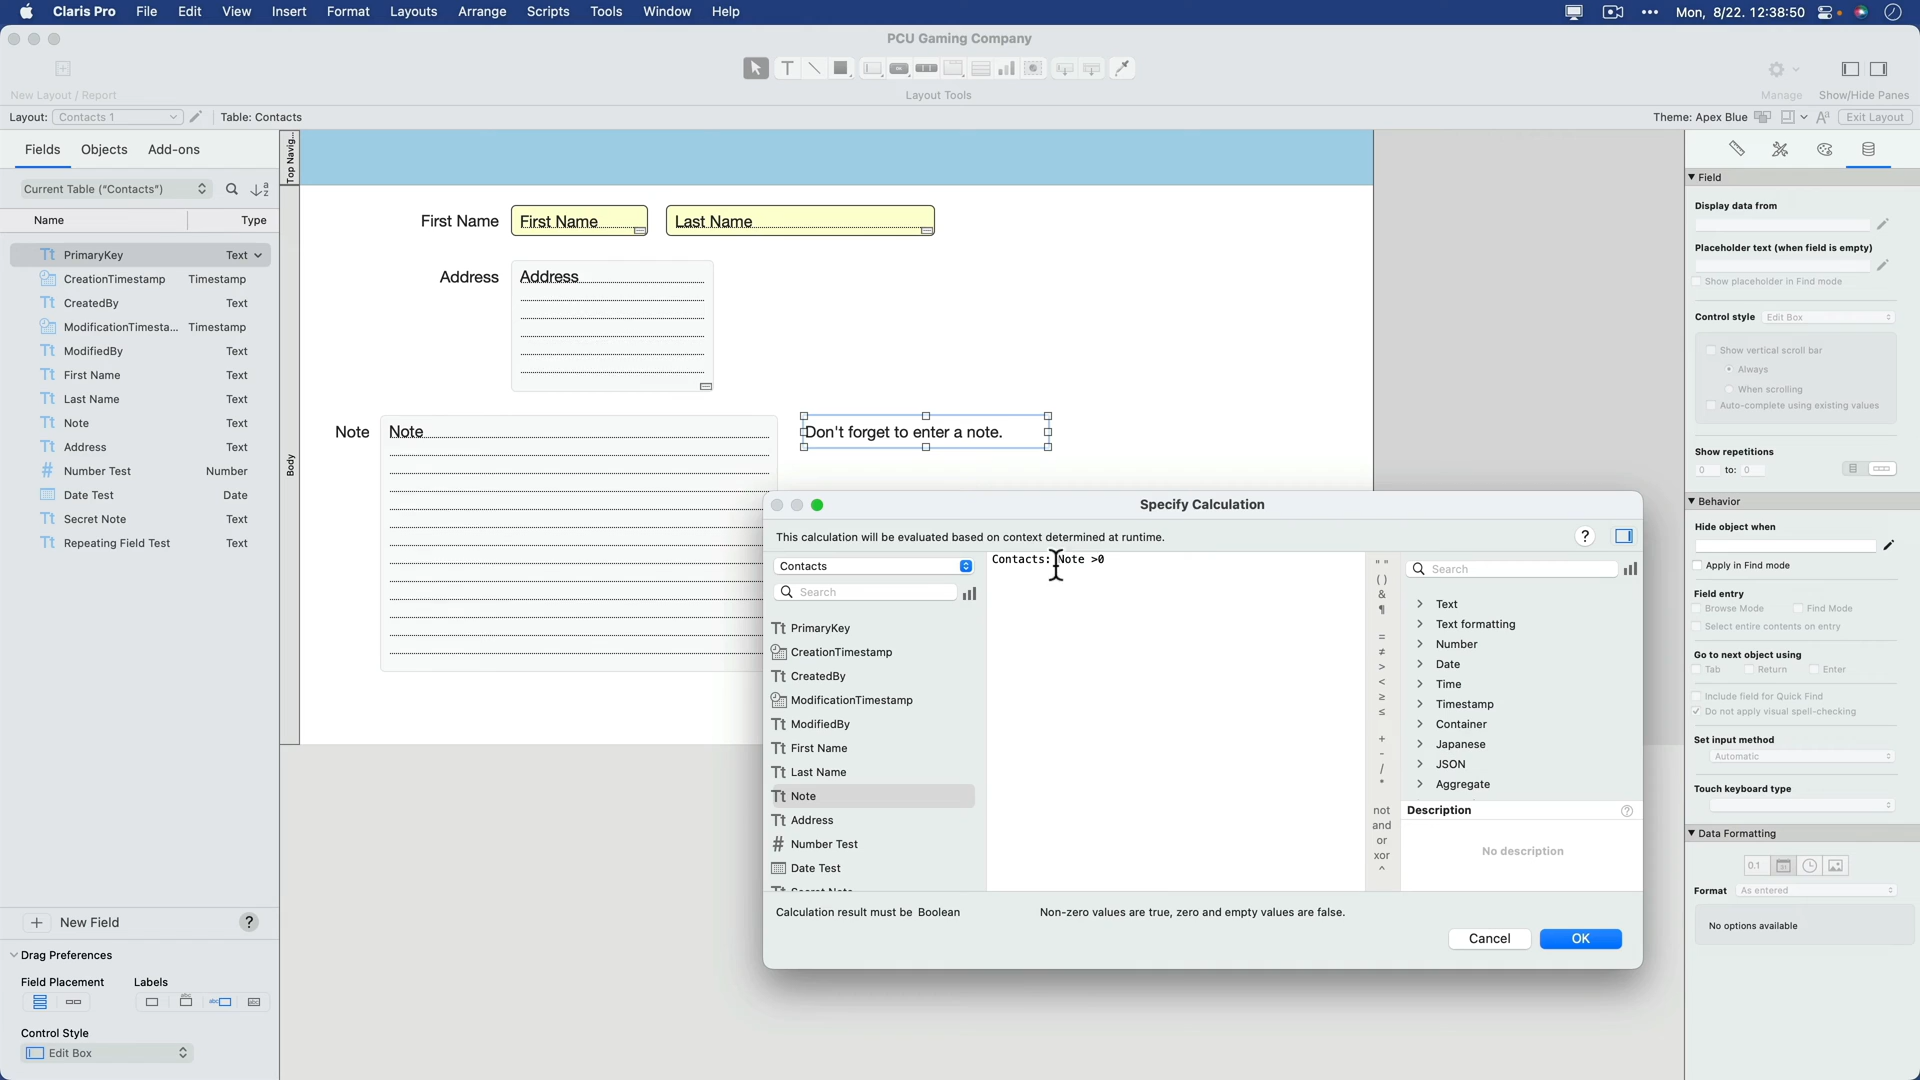 Claris Pro File Edit View Insert Format Layouts Arrange Scripts Tools Window Help Mon, 8/22. 12:38:50
PCU Gaming Company
New Layout / Report Layout Tools Manage Show/Hide Panes
Layout: Contacts 1 Table: Contacts Theme: Apex Blue Exit Layout
Fields Objects Add-ons
Current Table ("Contacts")
Name Type
PrimaryKey Text
CreationTimestamp Timestamp
CreatedBy Text
ModificationTimesta... Timestamp
ModifiedBy Text
First Name Text
Last Name Text
Note Text
Address Text
Number Test Number
Date Test Date
Secret Note Text
Repeating Field Test Text
New Field ?
Drag Preferences
Field Placement Labels
Control Style
Edit Box
Top Navig...
Body
First Name First Name Last Name
Address Address
Note Note
Don't forget to enter a note.
Specify Calculation
This calculation will be evaluated based on context determined at runtime. ?
Contacts
Search
PrimaryKey
CreationTimestamp
CreatedBy
ModificationTimestamp
ModifiedBy
First Name
Last Name
Note
Address
Number Test
Date Test
Contacts: Note >0
" "
( )
&
¶
=
≠
>
<
≥
≤
+
-
/
*
not
and
or
xor
^
Search
Text
Text formatting
Number
Date
Time
Timestamp
Container
Japanese
JSON
Aggregate
Description ?
No description
Calculation result must be Boolean Non-zero values are true, zero and empty values are false.
Cancel OK
Field
Display data from
Placeholder text (when field is empty)
Show placeholder in Find mode
Control style Edit Box
Show vertical scroll bar
Always
When scrolling
Auto-complete using existing values
Show repetitions
0 to: 0
Behavior
Hide object when
Apply in Find mode
Field entry
Browse Mode Find Mode
Select entire contents on entry
Go to next object using
Tab Return Enter
Include field for Quick Find
Do not apply visual spell-checking
Set input method
Automatic
Touch keyboard type
Data Formatting
0.1
Format As entered
No options available